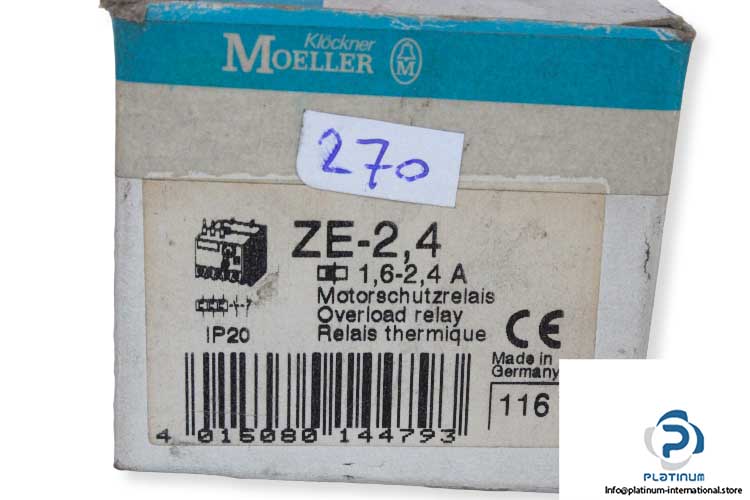 Klöckner
MOELLER
M
270
ZE-2,4
1,6-2,4 A
Motorschutzrelais
Overload relay
Relais thermique
CE
IP20
Made in
Germany
116
4 015080 144793
P
PLATINUM
Info@platinum-international.store